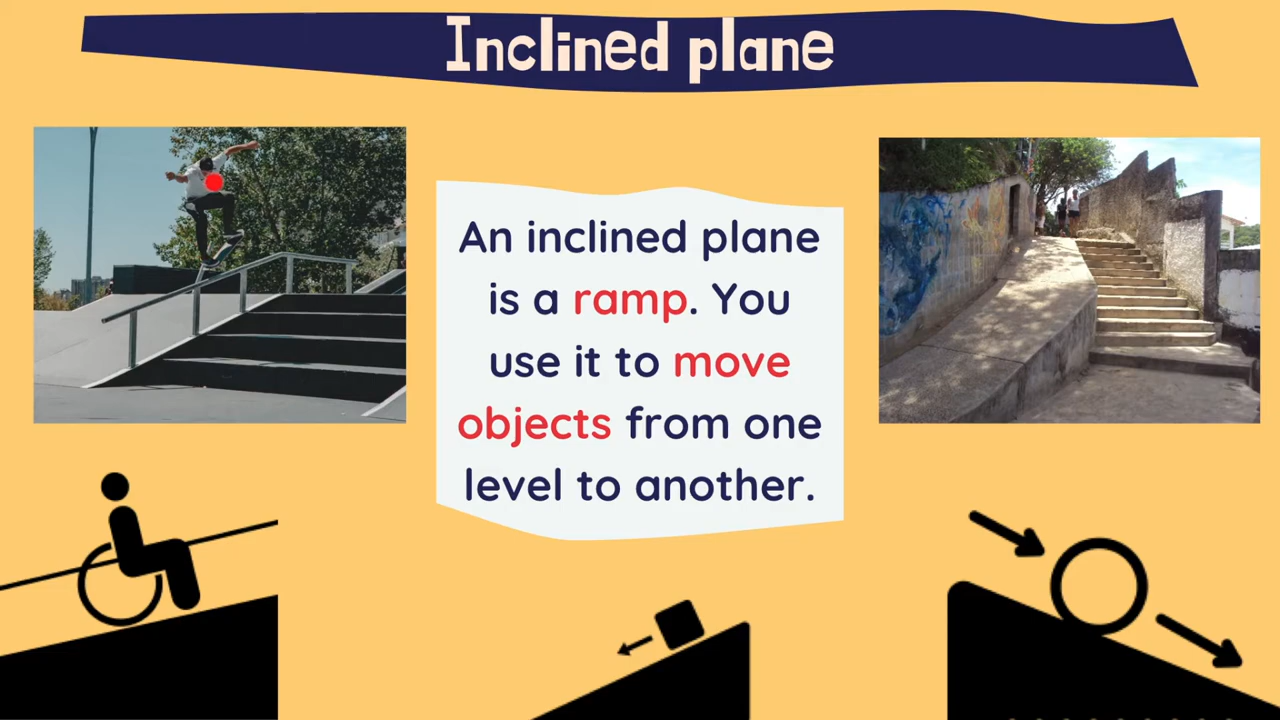 Inclined plane
An inclined plane
is a ramp. You
use it to move
objects from one
level to another.